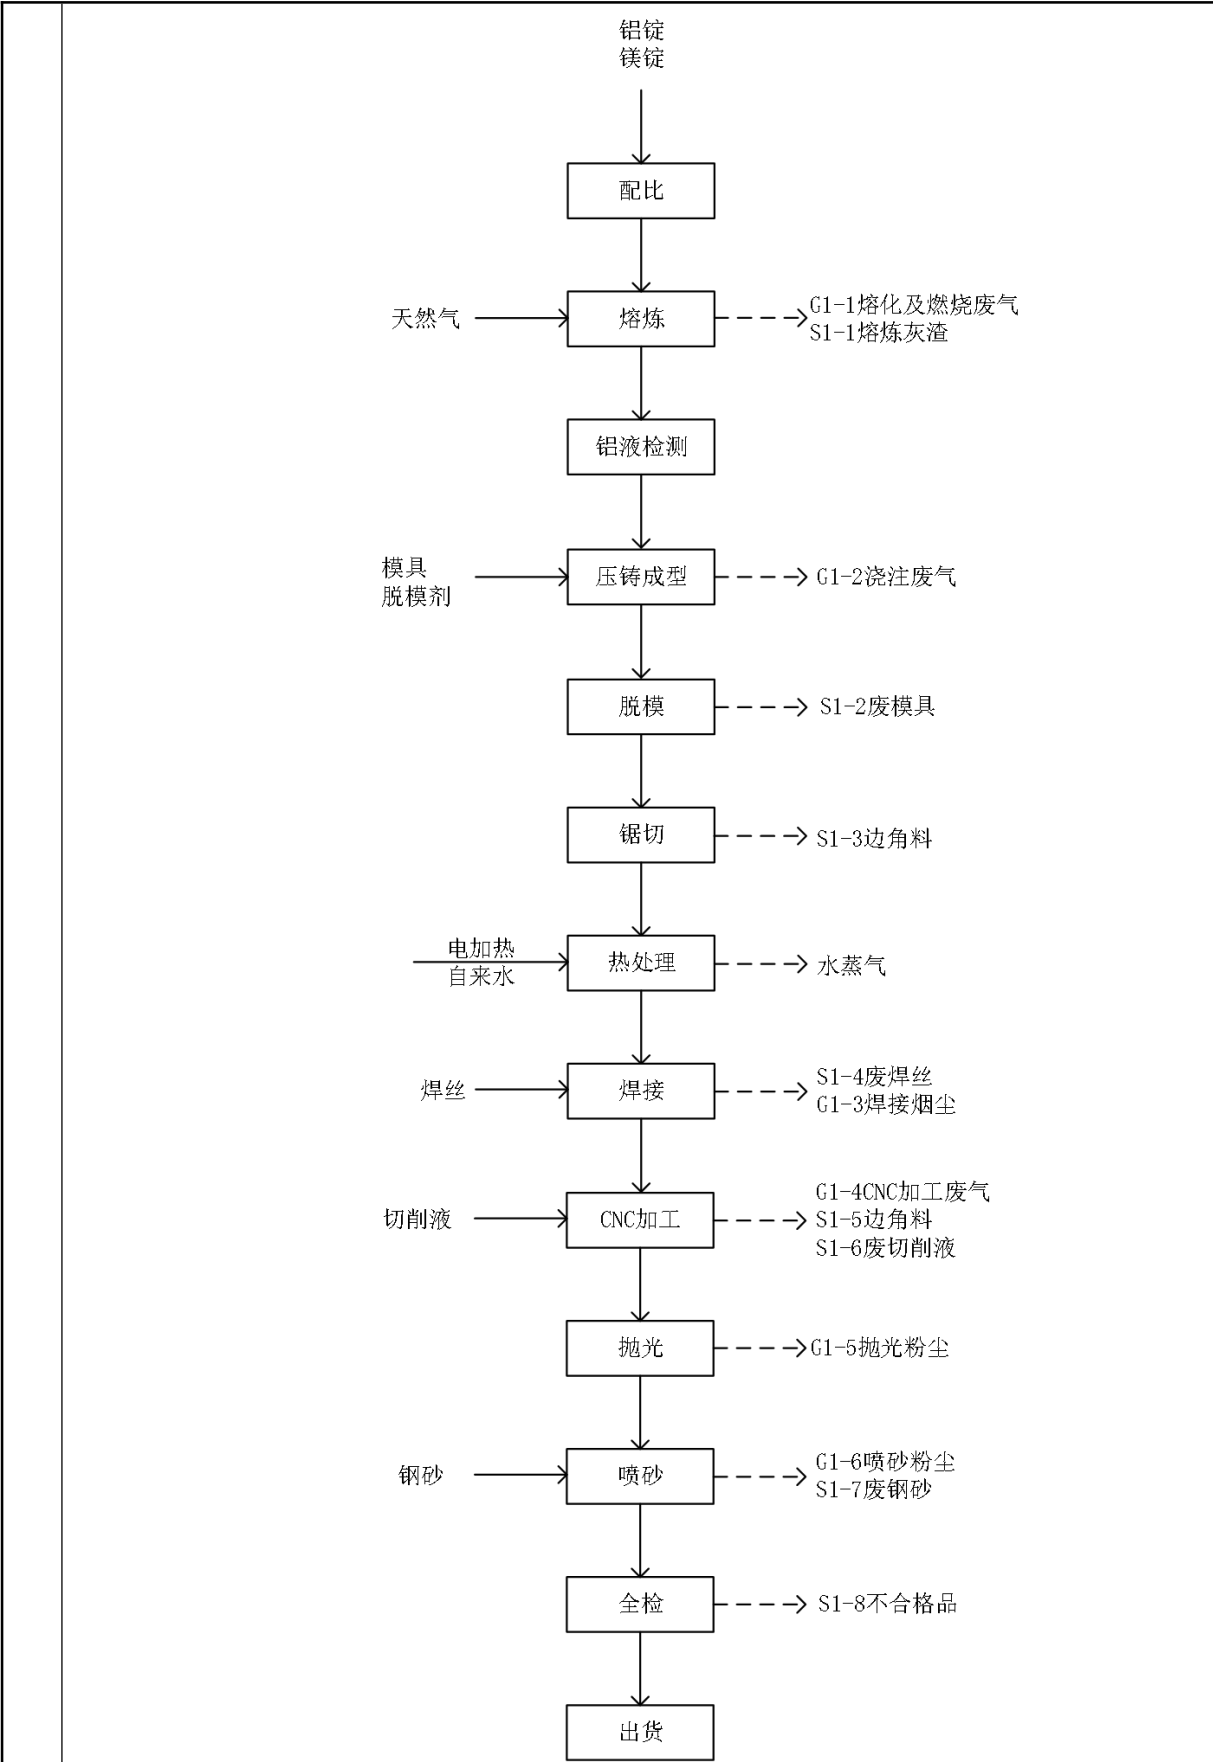 铝锭
镁锭
配比
天然气
熔炼
G1-1熔化及燃烧废气
S1-1熔炼灰渣
铝液检测
模具
脱模剂
压铸成型
G1-2浇注废气
脱模
S1-2废模具
锯切
S1-3边角料
电加热
自来水
热处理
水蒸气
焊丝
焊接
S1-4废焊丝
G1-3焊接烟尘
切削液
CNC加工
G1-4CNC加工废气
S1-5边角料
S1-6废切削液
抛光
G1-5抛光粉尘
钢砂
喷砂
G1-6喷砂粉尘
S1-7废钢砂
全检
S1-8不合格品
出货